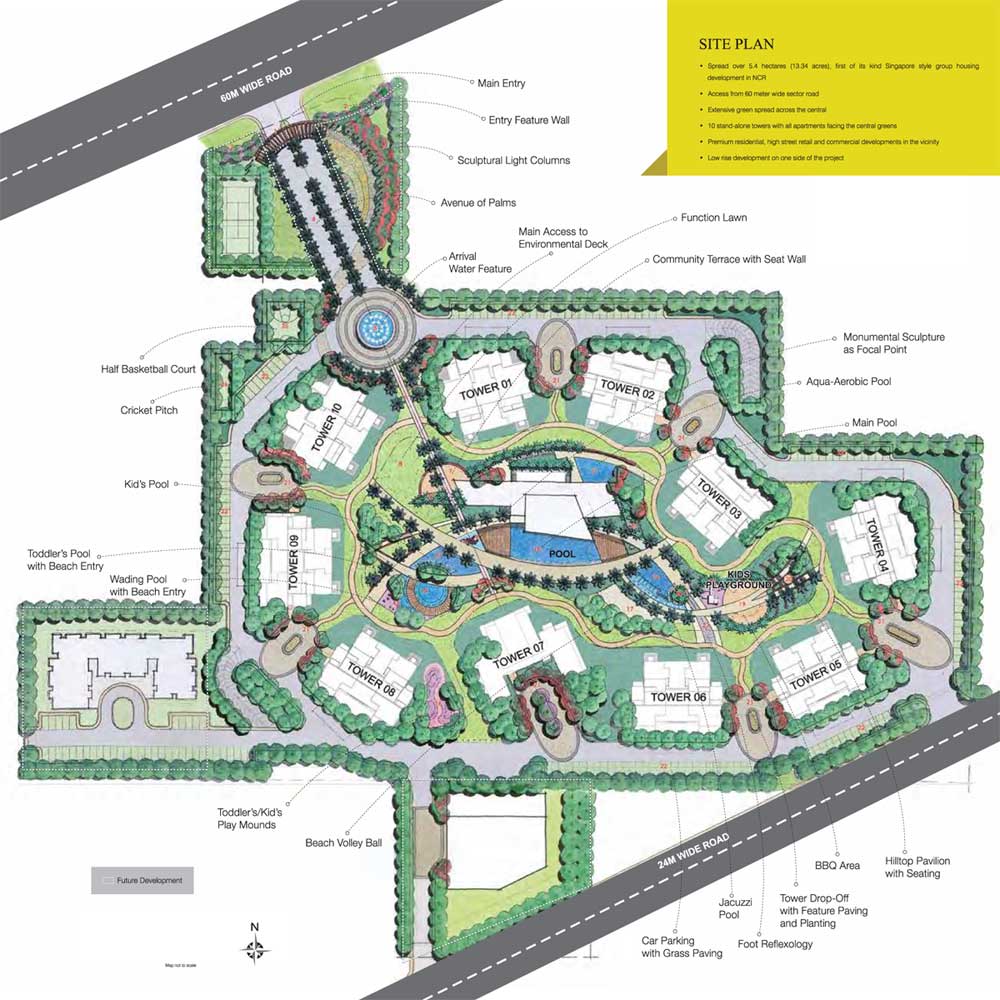 60M WIDE ROAD
SITE PLAN
• Spread over 5.4 hectares (13.34 acres), first of its kind Singapore style group housing
development in NCR
• Access from 60 meter wide sector road
• Extensive green spread across the central
• 10 stand-alone towers with all apartments facing the central greens
• Premium residential, high street retail and commercial developments in the vicinity
• Low rise development on one side of the project
Main Entry
Entry Feature Wall
Sculptural Light Columns
Avenue of Palms
Function Lawn
Main Access to
Environmental Deck
Arrival
Water Feature
Community Terrace with Seat Wall
Monumental Sculpture
as Focal Point
Aqua-Aerobic Pool
Main Pool
Half Basketball Court
Cricket Pitch
Kid's Pool
Toddler's Pool
with Beach Entry
Wading Pool
with Beach Entry
TOWER 01
TOWER 02
TOWER 03
TOWER 04
TOWER 05
TOWER 06
TOWER 07
TOWER 08
TOWER 09
TOWER 10
POOL
KIDS
PLAYGROUND
Toddler's/Kid's
Play Mounds
Beach Volley Ball
24M WIDE ROAD
Hilltop Pavilion
with Seating
BBQ Area
Tower Drop-Off
with Feature Paving
and Planting
Jacuzzi
Pool
Foot Reflexology
Car Parking
with Grass Paving
Future Development
N
Map not to scale